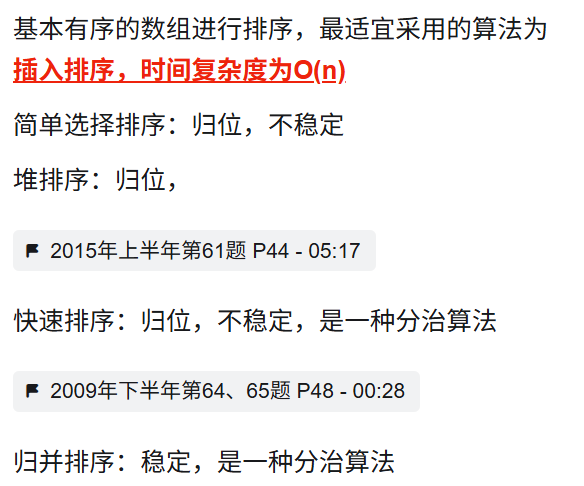 基本有序的数组进行排序，最适宜采用的算法为
插入排序，时间复杂度为O(n)
简单选择排序：归位，不稳定
堆排序：归位，
2015年上半年第61题 P44 - 05:17
快速排序：归位，不稳定，是一种分治算法
2009年下半年第64、65题 P48 - 00:28
归并排序：稳定，是一种分治算法